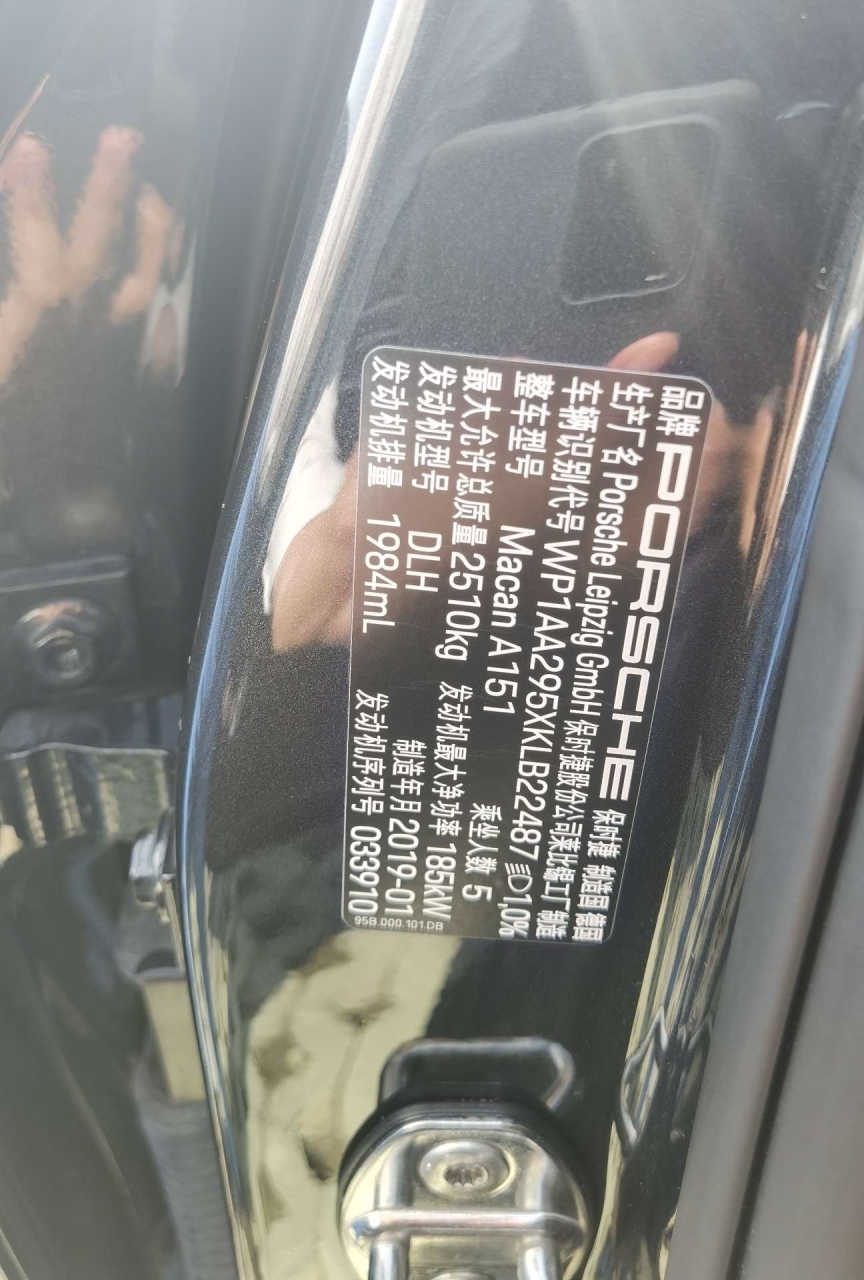 品牌 PORSCHE 保时捷 制造国 德国
生产厂名 Porsche Leipzig GmbH 保时捷股份公司莱比锡工厂制造
车辆识别代号 WP1AA295XKLB22487 1,0%
整车型号 Macan A151 乘坐人数 5
最大允许总质量 2510kg 发动机最大净功率 185kW
发动机型号 DLH 制造年月 2019-01
发动机排量 1984mL 发动机序列号 033910
95B.000.101.DB